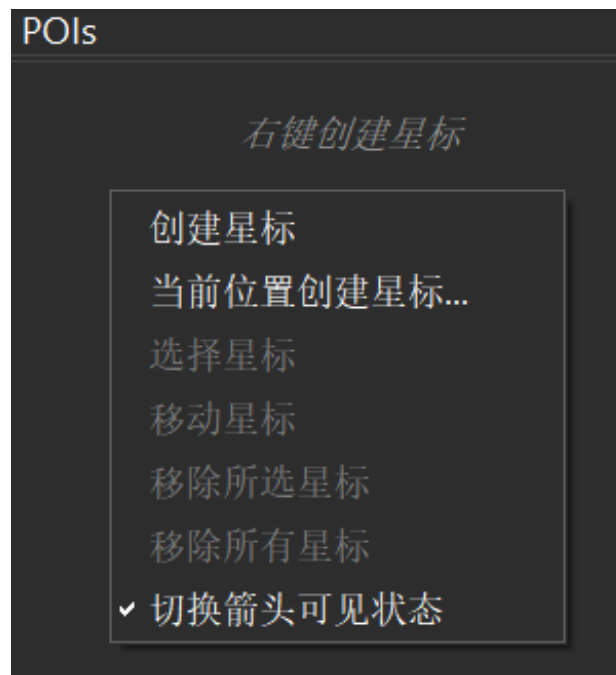 POIs
右键创建星标
创建星标
当前位置创建星标...
选择星标
移动星标
移除所选星标
移除所有星标
切换箭头可见状态